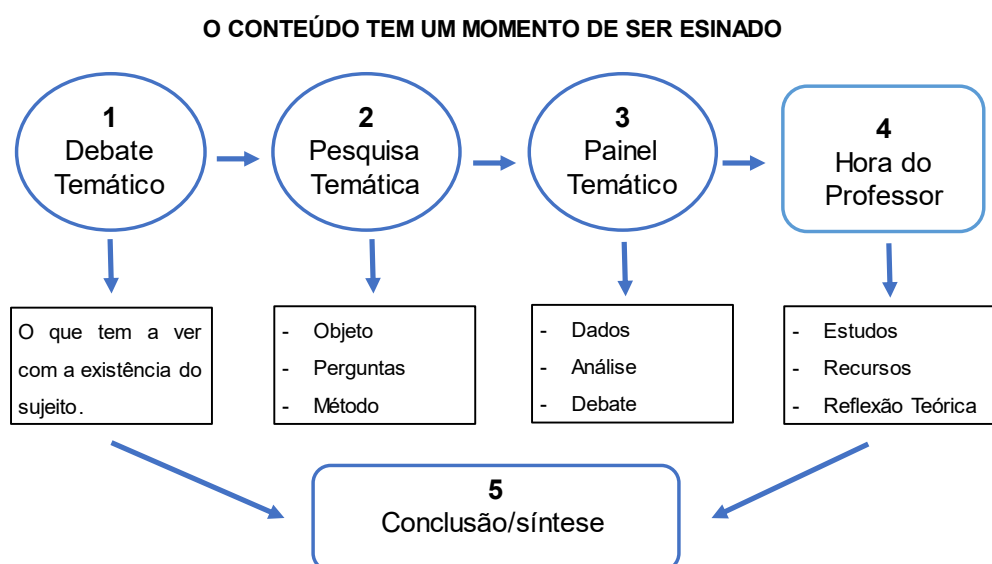 O CONTEÚDO TEM UM MOMENTO DE SER ESINADO
1
Debate
Temático
2
Pesquisa
Temática
3
Painel
Temático
4
Hora do
Professor
O que tem a ver
com a existência do
sujeito.
- Objeto
- Perguntas
- Método
- Dados
- Análise
- Debate
- Estudos
- Recursos
- Reflexão Teórica
5
Conclusão/síntese